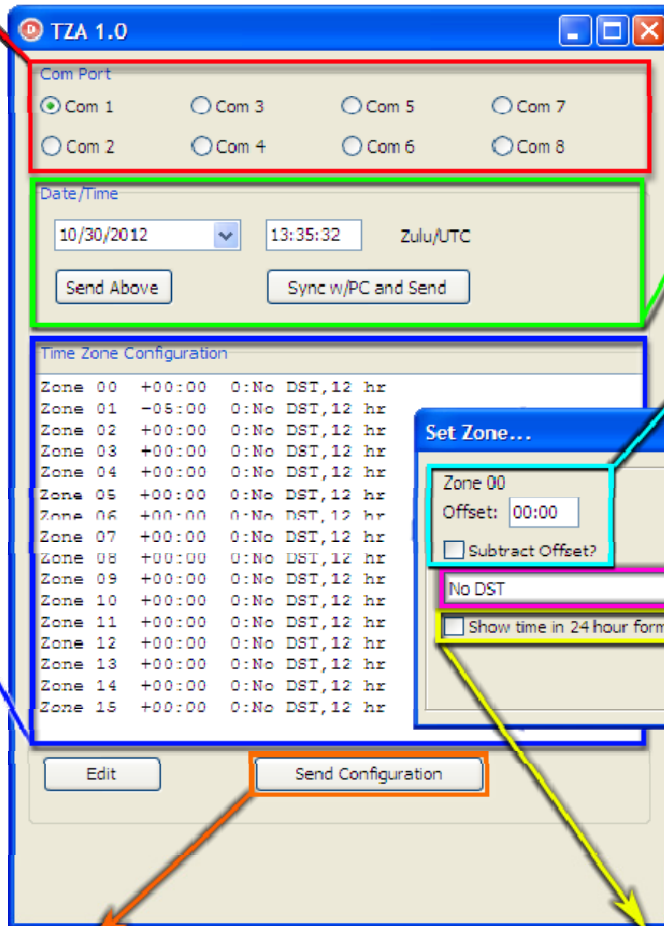 TZA 1.0
Com Port
Com 1 Com 3 Com 5 Com 7
Com 2 Com 4 Com 6 Com 8
Date/Time
10/30/2012 13:35:32 Zulu/UTC
Send Above Sync w/PC and Send
Time Zone Configuration
Zone 00 +00:00 0:No DST,12 hr
Zone 01 -05:00 0:No DST,12 hr
Zone 02 +00:00 0:No DST,12 hr
Zone 03 +00:00 0:No DST,12 hr
Zone 04 +00:00 0:No DST,12 hr
Zone 05 +00:00 0:No DST,12 hr
Zone 06 +00:00 0:No DST,12 hr
Zone 07 +00:00 0:No DST,12 hr
Zone 08 +00:00 0:No DST,12 hr
Zone 09 +00:00 0:No DST,12 hr
Zone 10 +00:00 0:No DST,12 hr
Zone 11 +00:00 0:No DST,12 hr
Zone 12 +00:00 0:No DST,12 hr
Zone 13 +00:00 0:No DST,12 hr
Zone 14 +00:00 0:No DST,12 hr
Zone 15 +00:00 0:No DST,12 hr
Set Zone...
Zone 00
Offset: 00:00
Subtract Offset?
No DST
Show time in 24 hour form
Edit Send Configuration